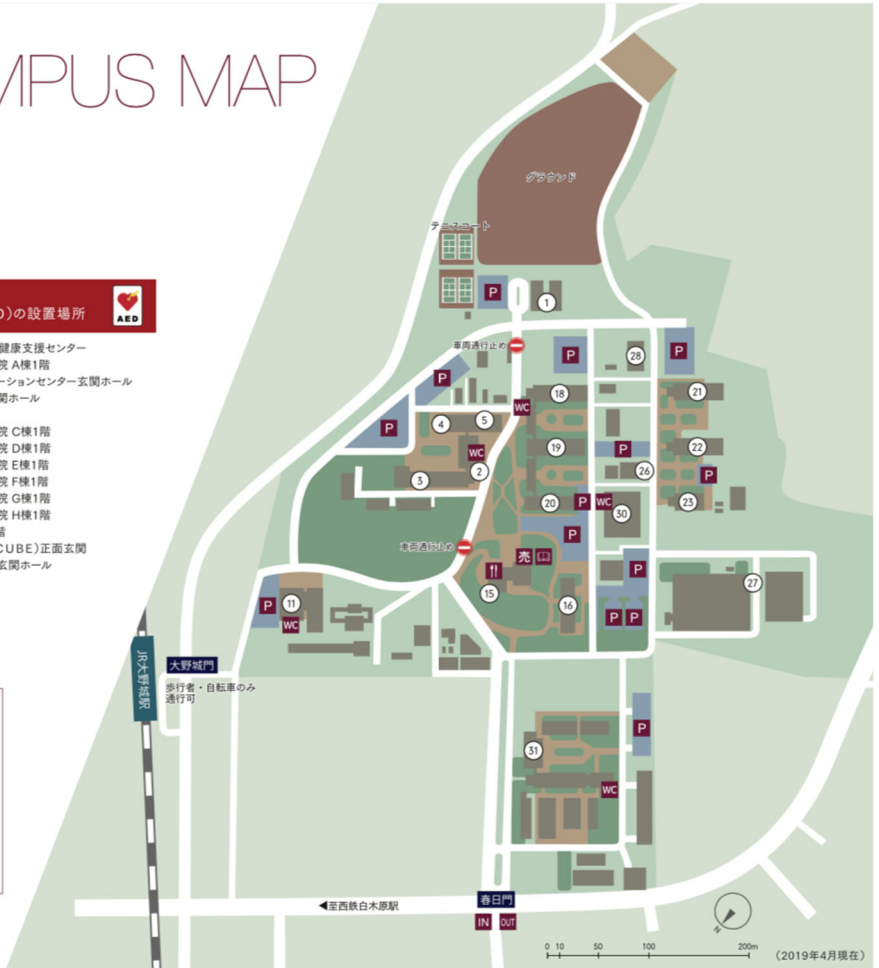 MPUS MAP
D)の設置場所
AED
健康支援センター
院 A棟1階
ーションセンター玄関ホール
関ホール
院 C棟1階
院 D棟1階
院 E棟1階
院 F棟1階
院 G棟1階
院 H棟1階
階
CUBE)正面玄関
玄関ホール
グラウンド
テニスコート
P
1
車両通行止め
P
28
P
P
18
21
WC
P
4
5
19
P
22
WC
2
26
P
3
20
P
WC
30
23
車両通行止め
P
売
P
15
27
P
11
16
P
P
WC
JR大野城駅
大野城門
歩行者・自転車のみ
通行可
P
31
WC
◀至西鉄白木原駅
春日門
IN
OUT
N
0 10 50 100 200m
(2019年4月現在)